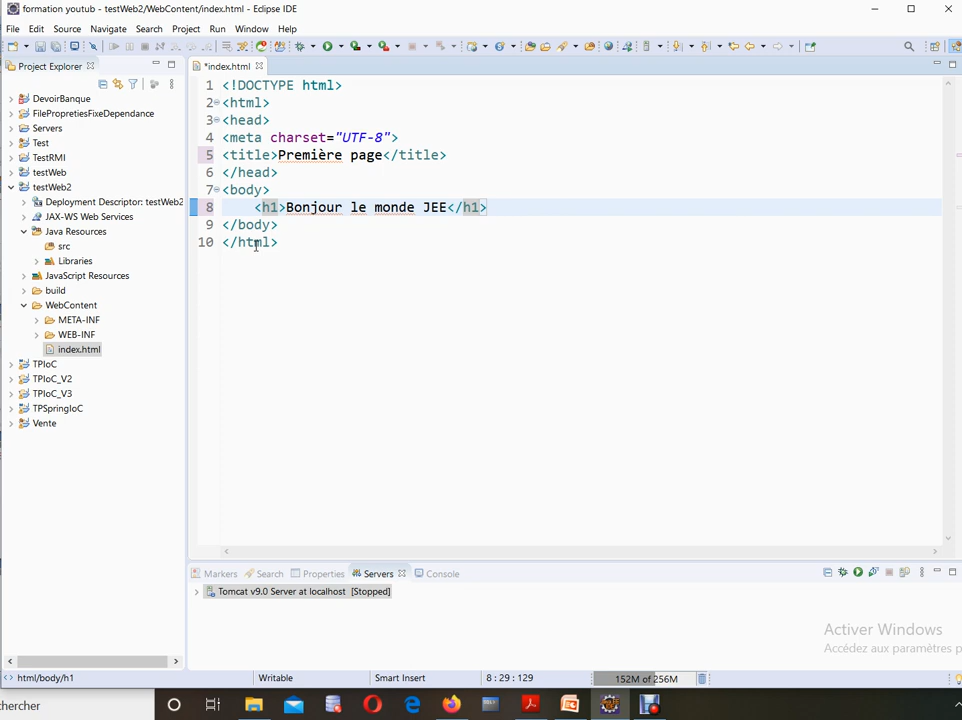 formation youtub - testWeb2/WebContent/index.html - Eclipse IDE
File Edit Source Navigate Search Project Run Window Help
Project Explorer
*index.html
DevoirBanque
FilePropretiesFixeDependance
Servers
Test
TestRMI
testWeb
testWeb2
Deployment Descriptor: testWeb2
JAX-WS Web Services
Java Resources
src
Libraries
JavaScript Resources
build
WebContent
META-INF
WEB-INF
index.html
TPIoC
TPIoC_V2
TPIoC_V3
TPSpringIoC
Vente
1 <!DOCTYPE html>
2 <html>
3 <head>
4 <meta charset="UTF-8">
5 <title>Première page</title>
6 </head>
7 <body>
8 <h1>Bonjour le monde JEE</h1>
9 </body>
10 </html>
Markers Search Properties Servers Console
Tomcat v9.0 Server at localhost [Stopped]
Activer Windows
Accédez aux paramètres p
html/body/h1 Writable Smart Insert 8 : 29 : 129 152M of 256M
chercher